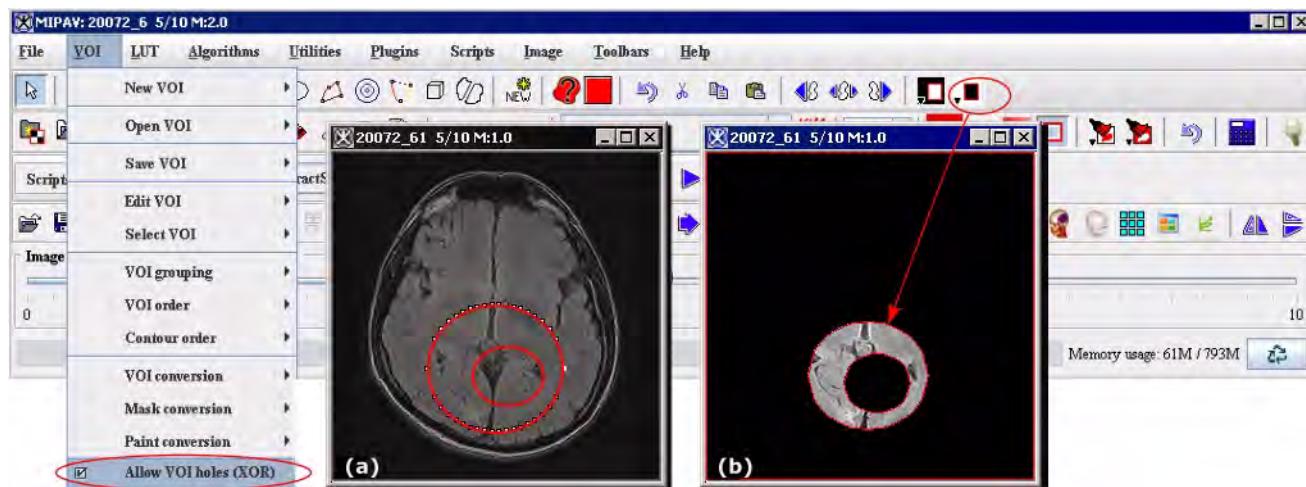 MIPAV: 20072_6 5/10 M:2.0
File VOI LUT Algorithms Utilities Plugins Scripts Image Toolbars Help
New VOI
NEW
Open VOI
Save VOI
Edit VOI
Select VOI
VOI grouping
VOI order
Contour order
VOI conversion
Mask conversion
Paint conversion
Allow VOI holes (XOR)
Image
0
20072_61 5/10 M:1.0
(a)
20072_61 5/10 M:1.0
(b)
10
Memory usage: 61M / 793M